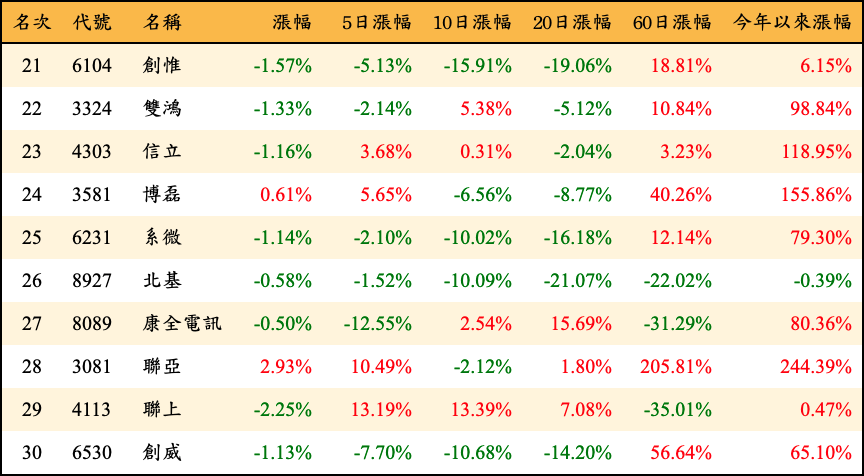 名次 代號 名稱 漲幅 5日漲幅 10日漲幅 20日漲幅 60日漲幅 今年以來漲幅
21 6104 創惟 -1.57% -5.13% -15.91% -19.06% 18.81% 6.15%
22 3324 雙鴻 -1.33% -2.14% 5.38% -5.12% 10.84% 98.84%
23 4303 信立 -1.16% 3.68% 0.31% -2.04% 3.23% 118.95%
24 3581 博磊 0.61% 5.65% -6.56% -8.77% 40.26% 155.86%
25 6231 系微 -1.14% -2.10% -10.02% -16.18% 12.14% 79.30%
26 8927 北基 -0.58% -1.52% -10.09% -21.07% -22.02% -0.39%
27 8089 康全電訊 -0.50% -12.55% 2.54% 15.69% -31.29% 80.36%
28 3081 聯亞 2.93% 10.49% -2.12% 1.80% 205.81% 244.39%
29 4113 聯上 -2.25% 13.19% 13.39% 7.08% -35.01% 0.47%
30 6530 創威 -1.13% -7.70% -10.68% -14.20% 56.64% 65.10%